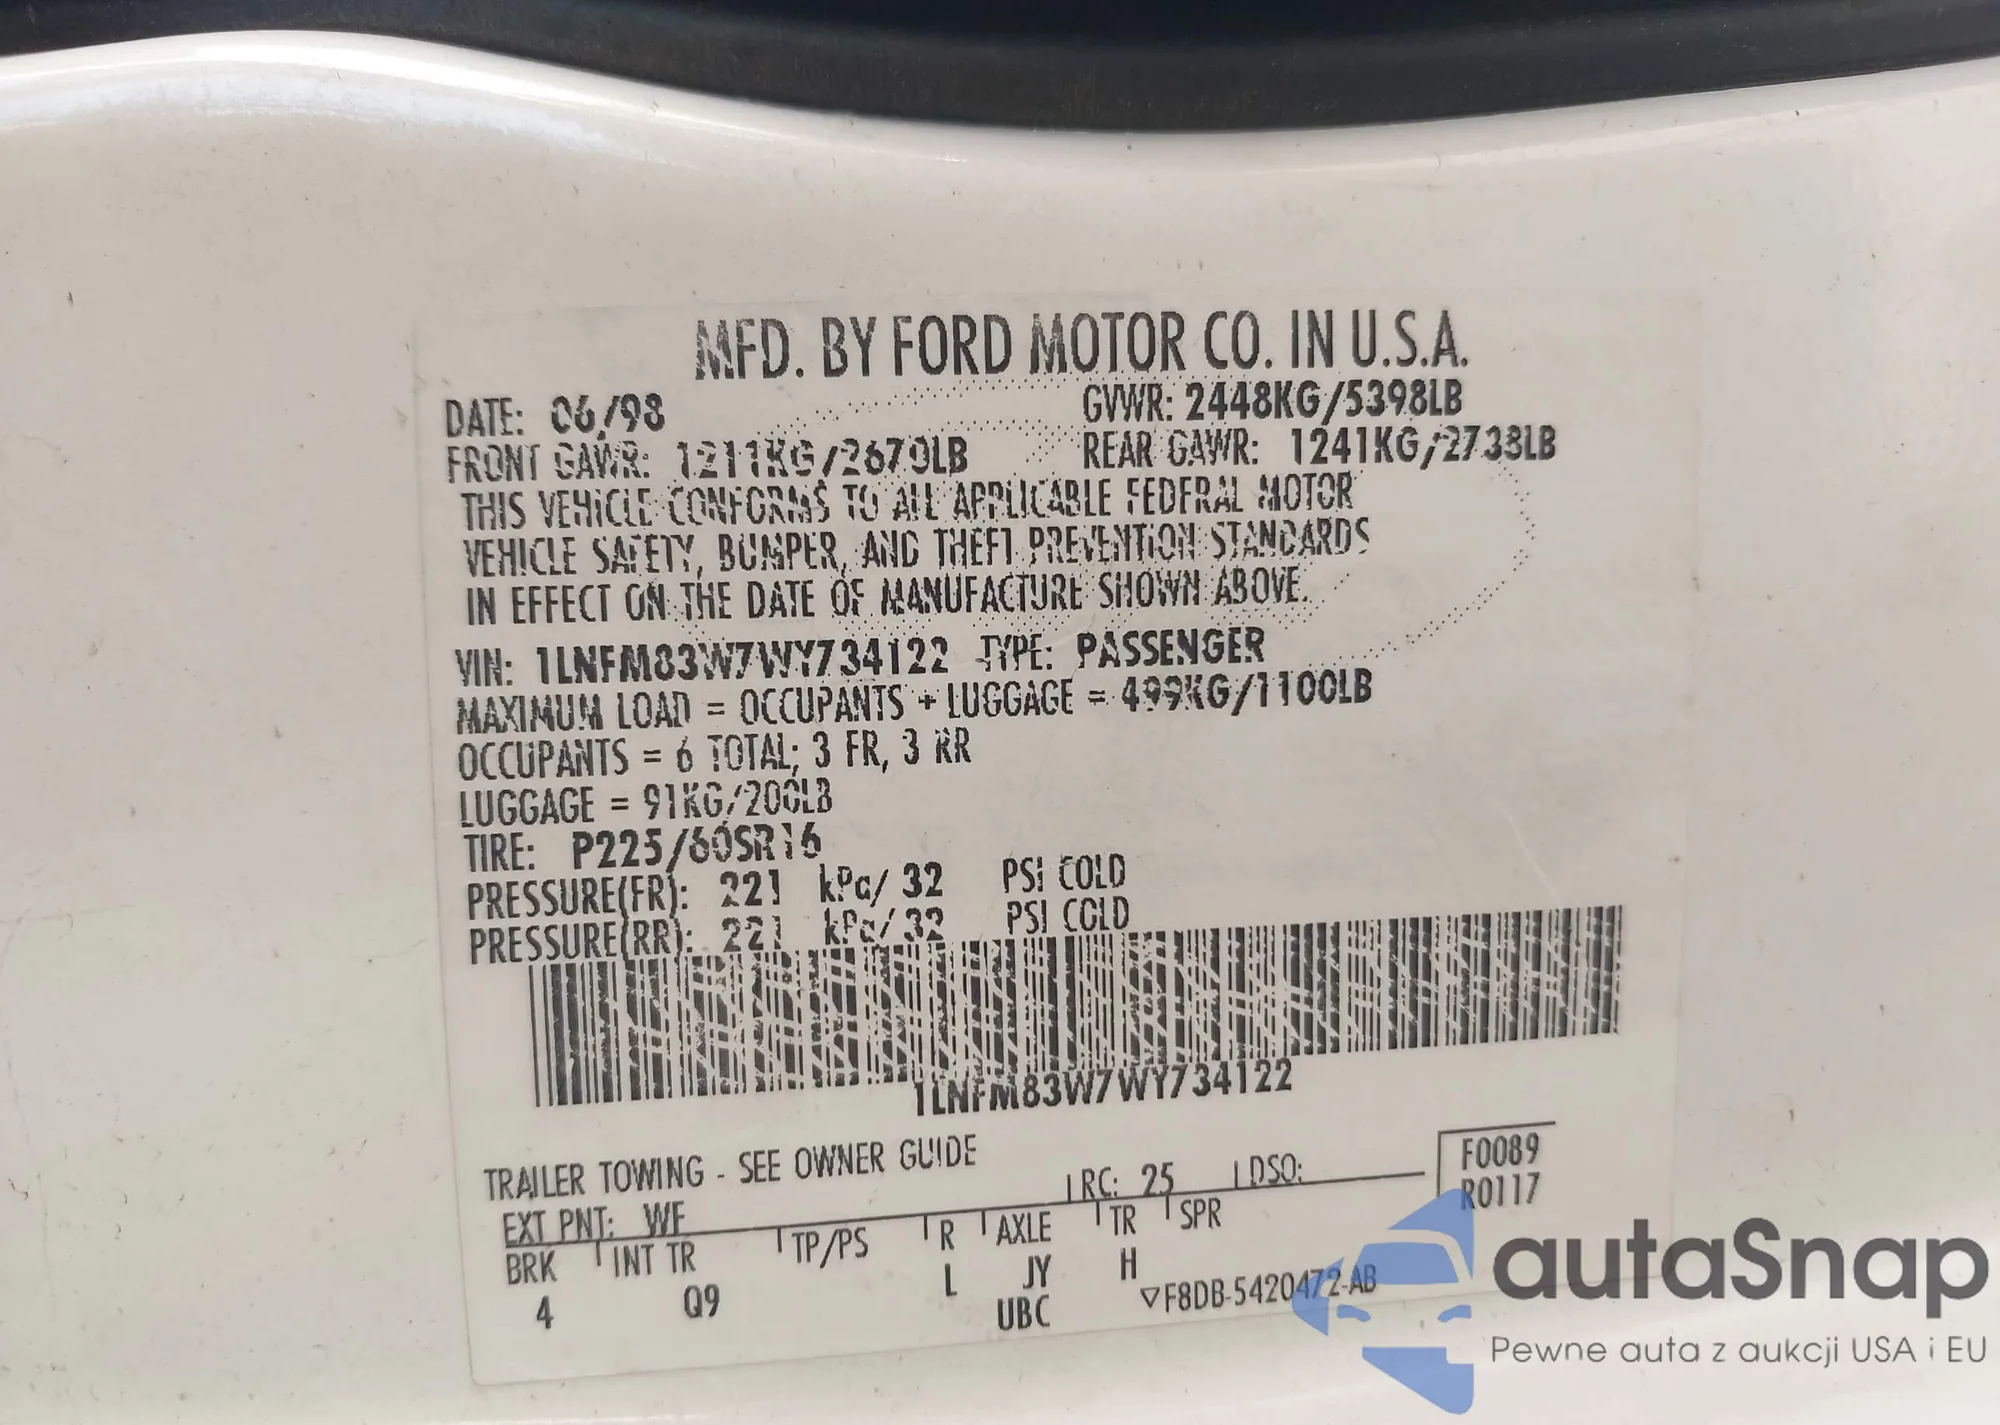 MFD. BY FORD MOTOR CO. IN U.S.A.
DATE: 06/98 GVWR: 2448KG/5398LB
FRONT GAWR: 1211KG/2670LB REAR GAWR: 1241KG/2738LB
THIS VEHICLE CONFORMS TO ALL APPLICABLE FEDERAL MOTOR
VEHICLE SAFETY, BUMPER, AND THEFT PREVENTION STANDARDS
IN EFFECT ON THE DATE OF MANUFACTURE SHOWN ABOVE.
VIN: 1LNFM83W7WY734122 TYPE: PASSENGER
MAXIMUM LOAD = OCCUPANTS + LUGGAGE = 499KG/1100LB
OCCUPANTS = 6 TOTAL; 3 FR, 3 RR
LUGGAGE = 91KG/200LB
TIRE: P225/60SR16
PRESSURE(FR): 221 kPa/ 32 PSI COLD
PRESSURE(RR): 221 kPa/ 32 PSI COLD
1LNFM83W7WY734122
TRAILER TOWING - SEE OWNER GUIDE
RC: 25 DSO: F0089
R0117
EXT PNT: WF
BRK INT TR TP/PS R AXLE TR SPR
4 Q9 L JY H
UBC ▽F8DB-5420472-AB
autaSnap
Pewne auta z aukcji USA i EU